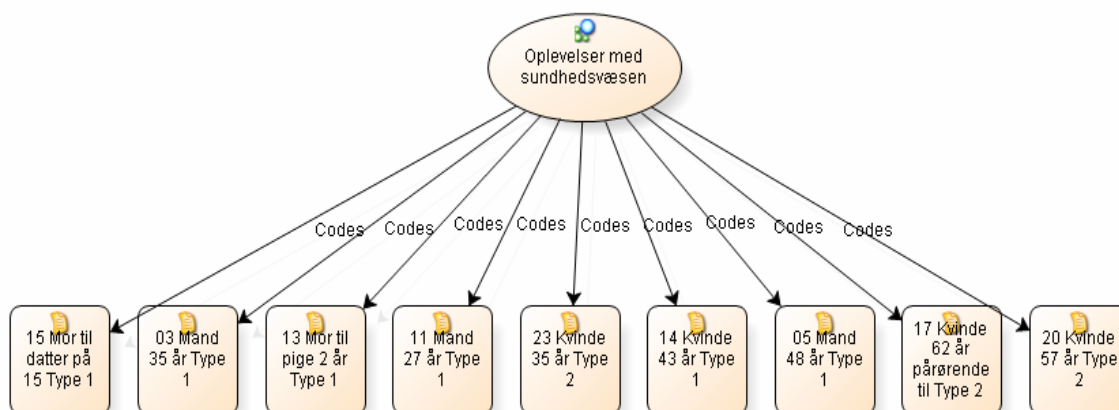 Oplevelser med
sundhedsvæsen
Codes
Codes
Codes
Codes
Codes
Codes
Codes
Codes
Codes
15 Mor til
datter på
15 Type 1
03 Mand
35 år Type
1
13 Mor til
pige 2 år
Type 1
11 Mand
27 år Type
1
23 Kvinde
35 år Type
2
14 Kvinde
43 år Type
1
05 Mand
48 år Type
1
17 Kvinde
62 år
pårørende
til Type 2
20 Kvinde
57 år Type
2